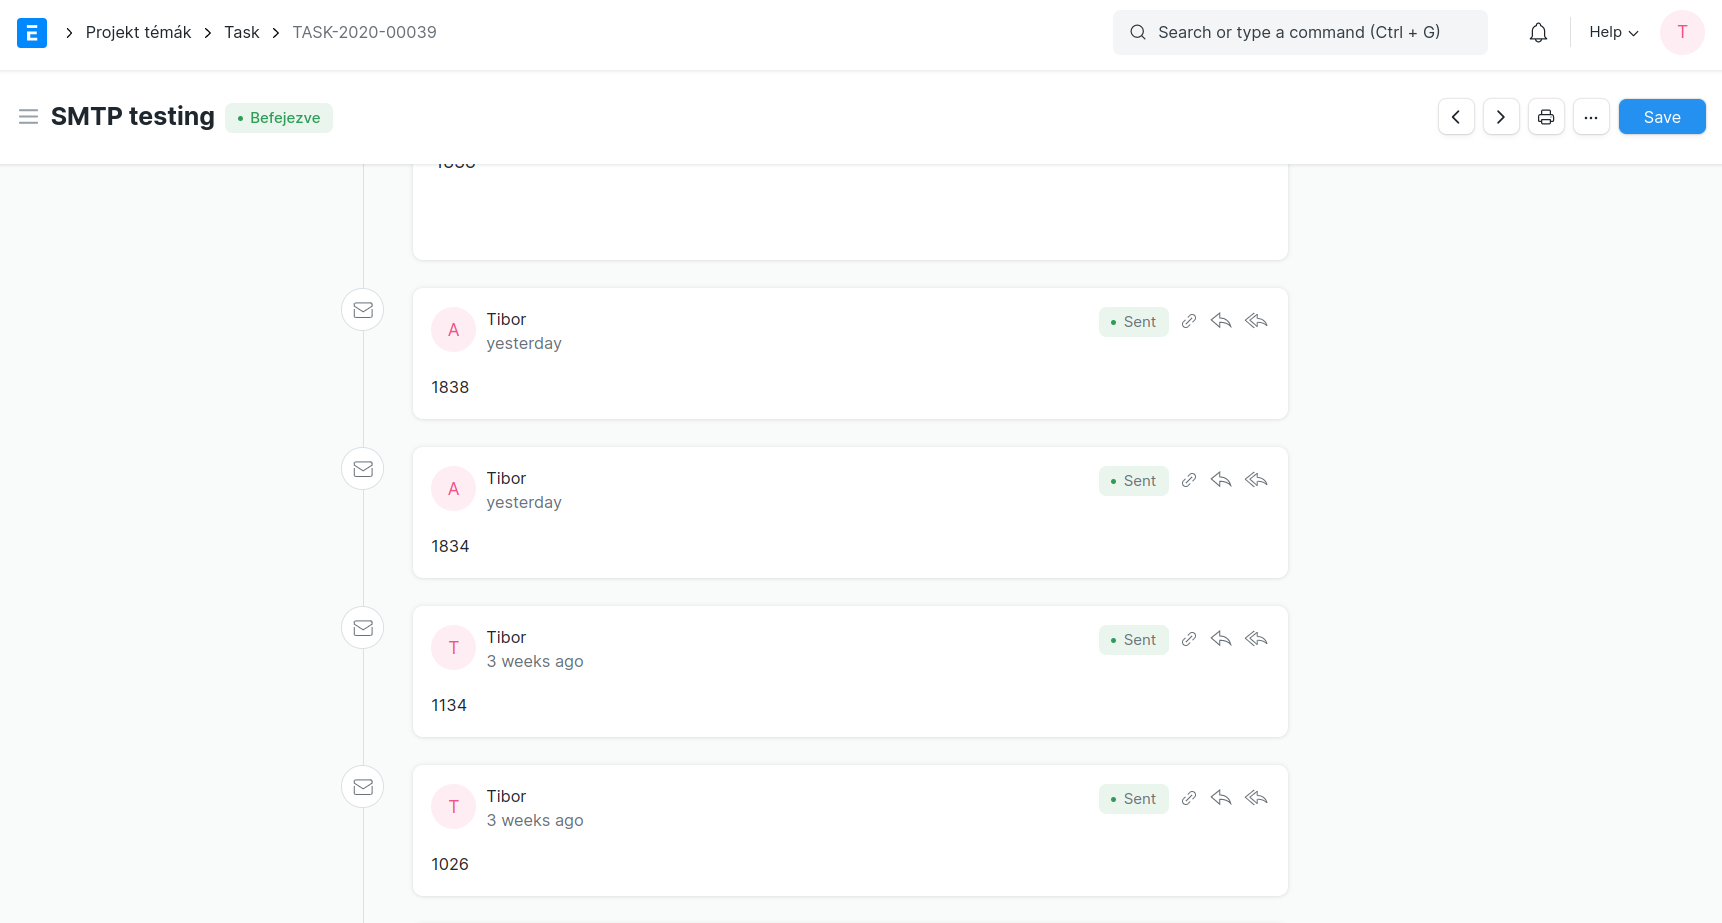 Projekt témák
Task
TASK-2020-00039
Search or type a command (Ctrl + G)
Help
T
SMTP testing
Befejezve
...
Save
A
Tibor
Sent
yesterday
1838
A
Tibor
Sent
yesterday
1834
T
Tibor
Sent
3 weeks ago
1134
T
Tibor
Sent
3 weeks ago
1026